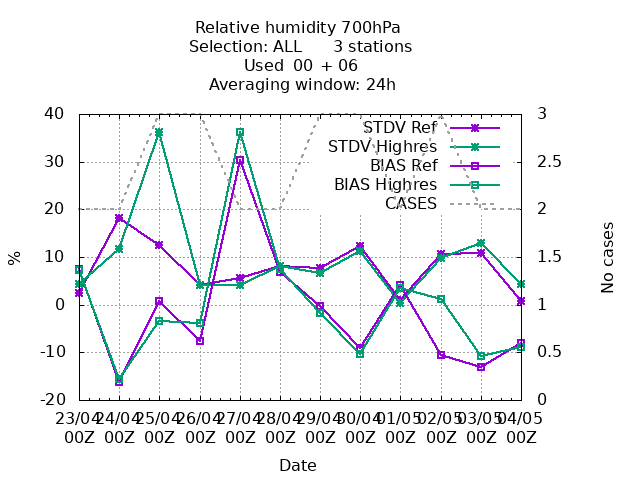 Relative humidity 700hPa
Selection: ALL 3 stations
Used 00 + 06
Averaging window: 24h
40
30
20
10
0
-10
-20
%
3
2.5
2
1.5
1
0.5
0
No cases
STDV Ref
STDV Highres
BIAS Ref
BIAS Highres
CASES
23/04 24/04 25/04 26/04 27/04 28/04 29/04 30/04 01/05 02/05 03/05 04/05
00Z 00Z 00Z 00Z 00Z 00Z 00Z 00Z 00Z 00Z 00Z 00Z
Date